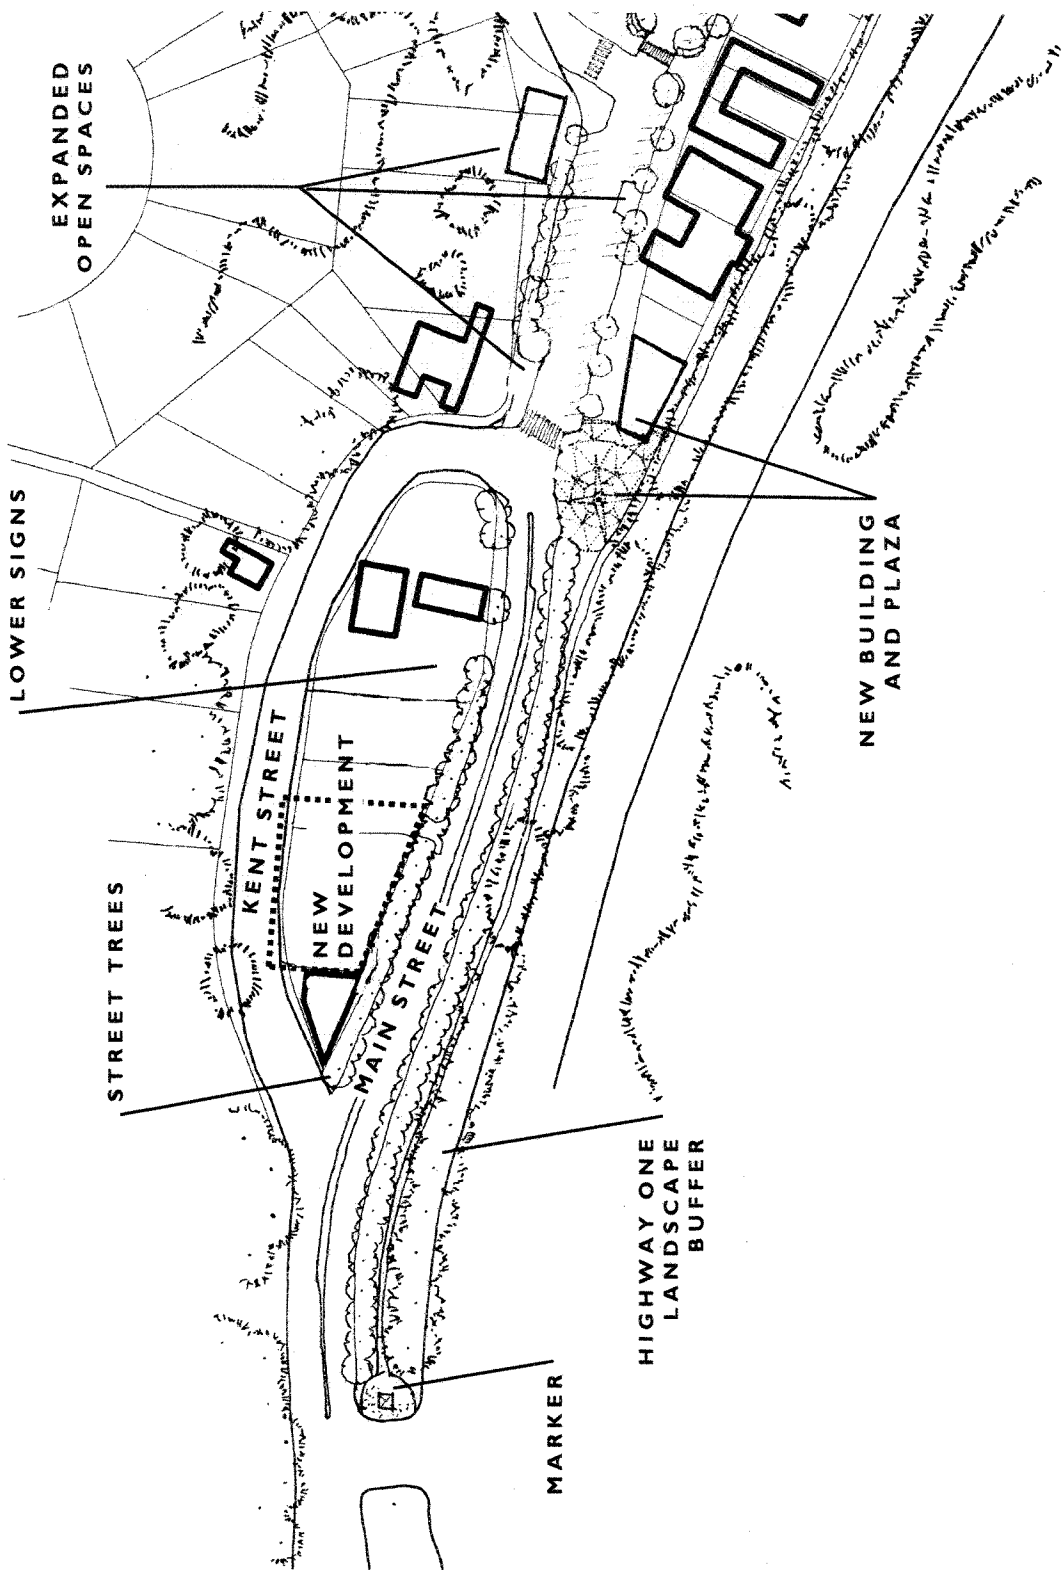 EXPANDED
OPEN SPACES
LOWER SIGNS
STREET TREES
KENT STREET
NEW
DEVELOPMENT
MAIN STREET
NEW BUILDING
AND PLAZA
HIGHWAY ONE
LANDSCAPE
BUFFER
MARKER